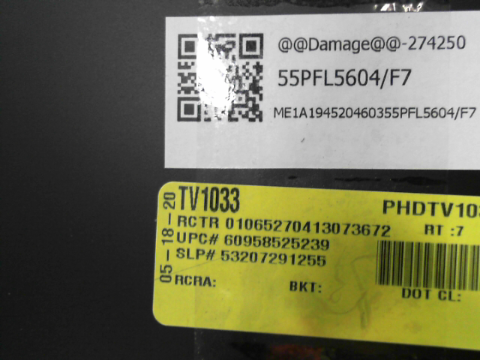 @@Damage@@-274250
55PFL5604/F7
ME1A194520460355PFL5604/F7
05-18-20
TV1033
PHDTV103
RCTR 01065270413073672
RT :7
UPC# 60958525239
SLP# 53207291255
RCRA:
BKT:
DOT CL: